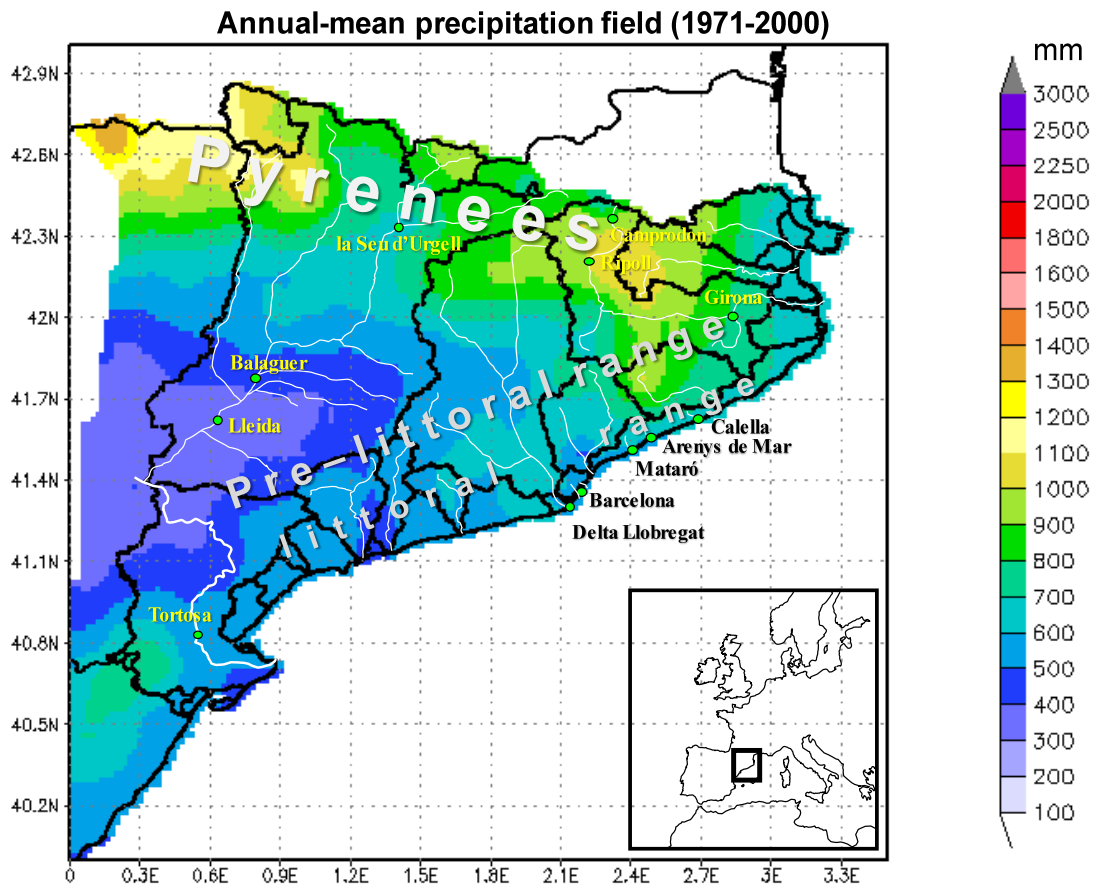 Annual-mean precipitation field (1971-2000)
mm
42.9N
42.6N
42.3N
42N
41.7N
41.4N
41.1N
40.8N
40.5N
40.2N
Pyrenees
la Seu d'Urgell
Camprodon
Ripoll
Girona
Balaguer
Lleida
Pre-littoral range
littoral range
Calella
Arenys de Mar
Mataró
Barcelona
Delta Llobregat
Tortosa
0 0.3E 0.6E 0.9E 1.2E 1.5E 1.8E 2.1E 2.4E 2.7E 3E 3.3E
3000
2500
2250
2000
1800
1600
1500
1400
1300
1200
1100
1000
900
800
700
600
500
400
300
200
100